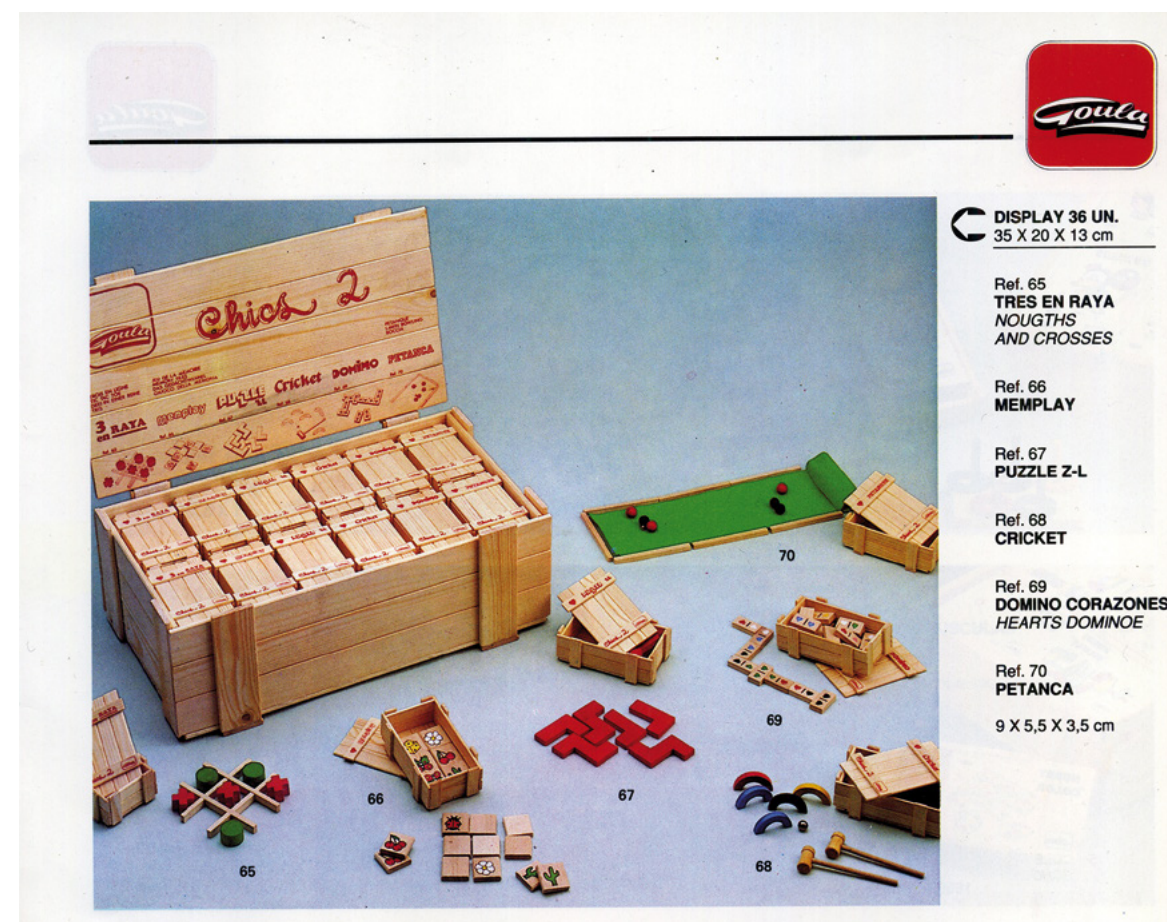 Goula
DISPLAY 36 UN.
35 X 20 X 13 cm
Ref. 65
TRES EN RAYA
NOUGTHS
AND CROSSES
Ref. 66
MEMPLAY
Ref. 67
PUZZLE Z-L
Ref. 68
CRICKET
Ref. 69
DOMINO CORAZONES
HEARTS DOMINOE
Ref. 70
PETANCA
9 X 5,5 X 3,5 cm
Goula
Chics 2
3 en RAYA
Memplay
PUZZLE
Cricket
DOMINO
PETANCA
70
69
67
66
65
68